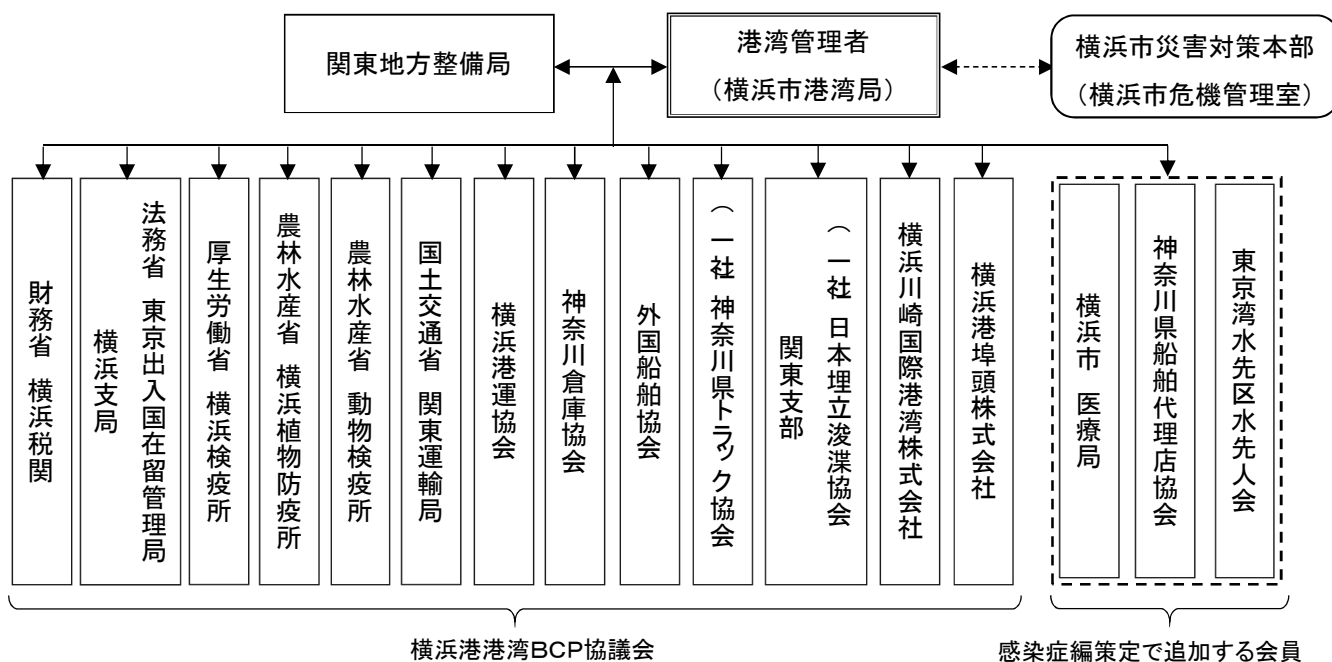 関東地方整備局
港湾管理者
（横浜市港湾局）
横浜市災害対策本部
（横浜市危機管理室）
財務省 横浜税関
法務省 東京出入国在留管理局
横浜支局
厚生労働省 横浜検疫所
農林水産省 横浜植物防疫所
農林水産省 動物検疫所
国土交通省 関東運輸局
横浜港運協会
神奈川倉庫協会
外国船舶協会
（一社）神奈川県トラック協会
（一社）日本埋立浚渫協会
関東支部
横浜川崎国際港湾株式会社
横浜港埠頭株式会社
横浜市 医療局
神奈川県船舶代理店協会
東京湾水先区水先人会
横浜港港湾BCP協議会
感染症編策定で追加する会員